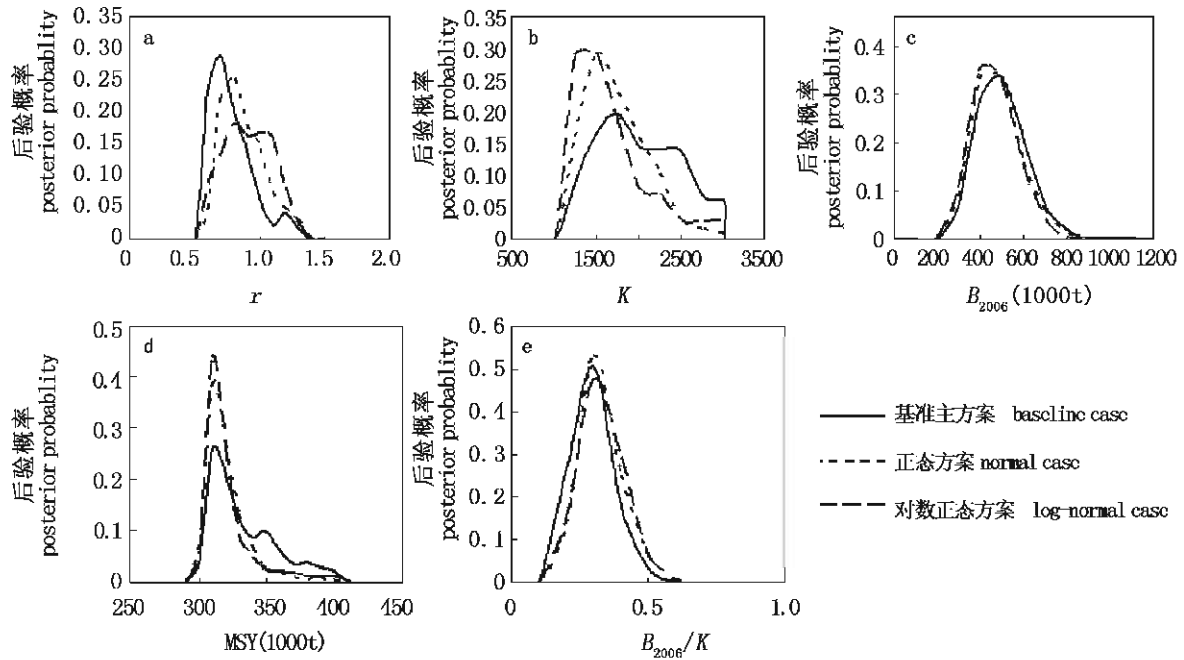 0.35
0.30
0.25
0.20
0.15
0.10
0.05
0
a
后验概率
posterior probablity
0.5
1.0
1.5
2.0
r
0.35
0.30
0.25
0.20
0.15
0.10
0.05
0
b
后验概率
posterior probablity
500
1500
2500
3500
K
0.4
0.3
0.2
0.1
0
c
后验概率
posterior probablity
0
200
400
600
800
1000
1200
B2006(1000t)
0.5
0.4
0.3
0.2
0.1
0
d
后验概率
posterior probablity
250
300
350
400
450
MSY(1000t)
0.6
0.5
0.4
0.3
0.2
0.1
0
e
后验概率
posterior probablity
0
0.5
1.0
B2006/K
基准主方案 baseline case
正态方案 normal case
对数正态方案 log-normal case